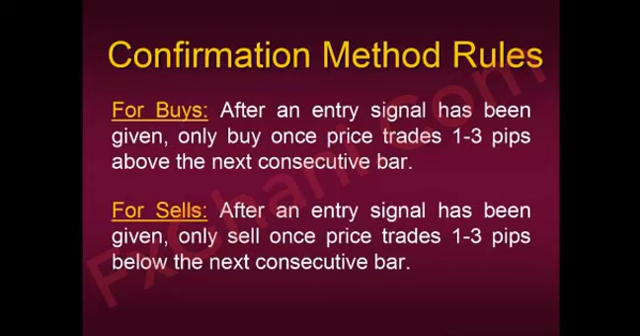 Confirmation Method Rules
For Buys: After an entry signal has been
given, only buy once price trades 1-3 pips
above the next consecutive bar.
For Sells: After an entry signal has been
given, only sell once price trades 1-3 pips
below the next consecutive bar.